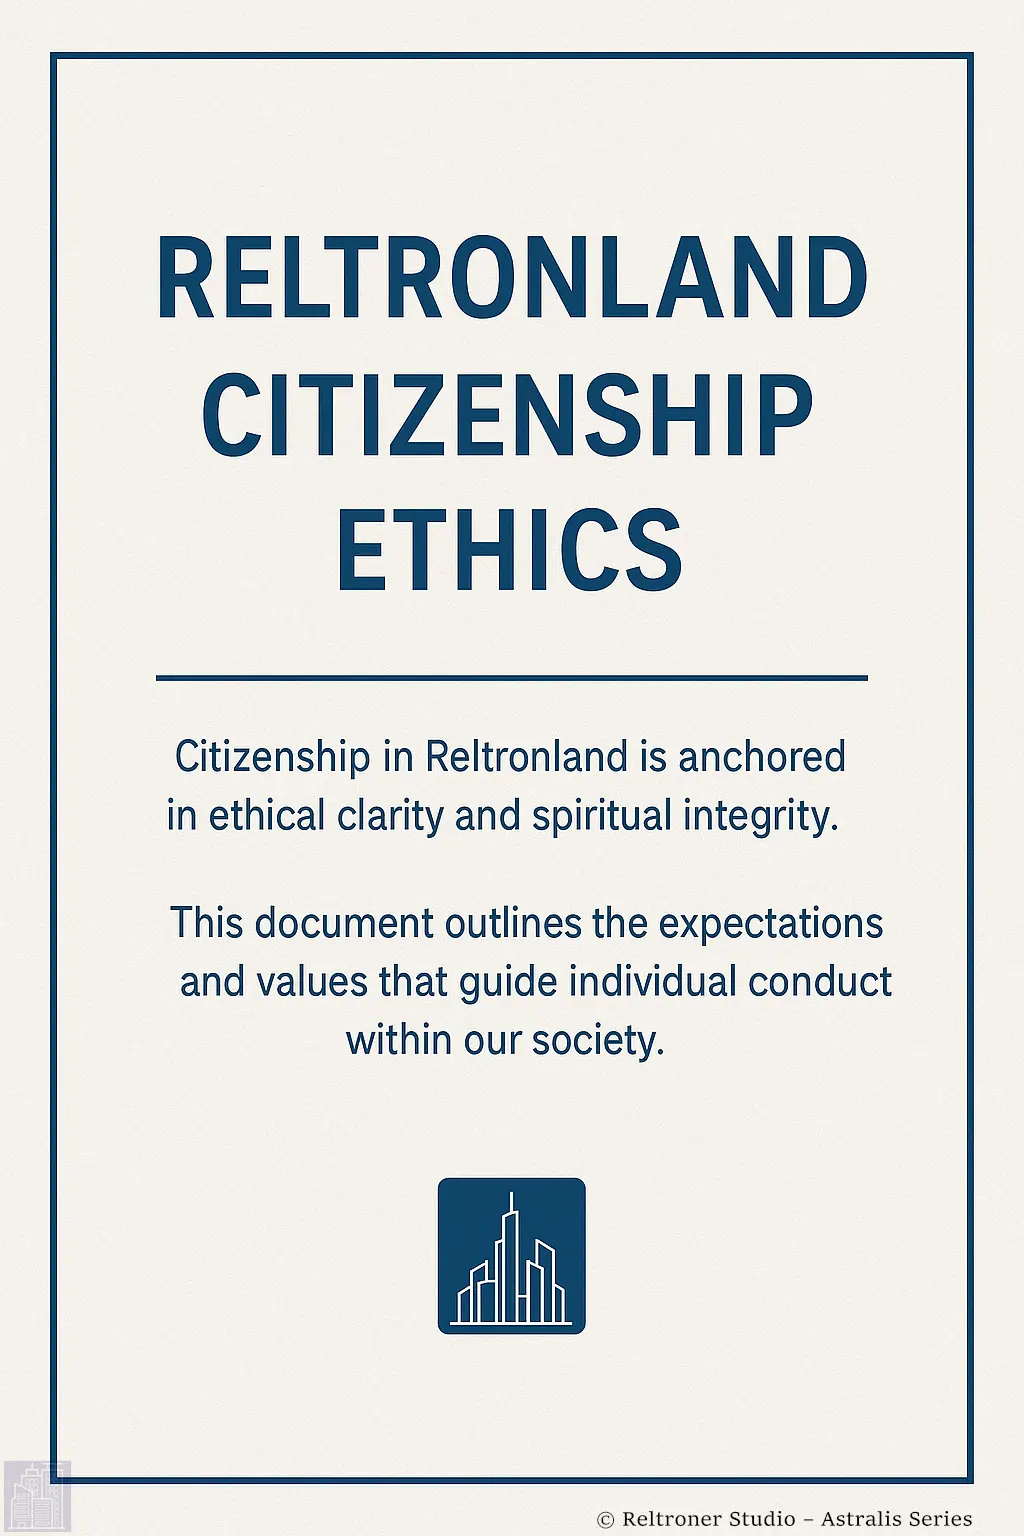 RELTRONLAND
CITIZENSHIP
ETHICS
Citizenship in Reltronland is anchored
in ethical clarity and spiritual integrity.
This document outlines the expectations
and values that guide individual conduct
within our society.
© Reltroner Studio – Astralis Series